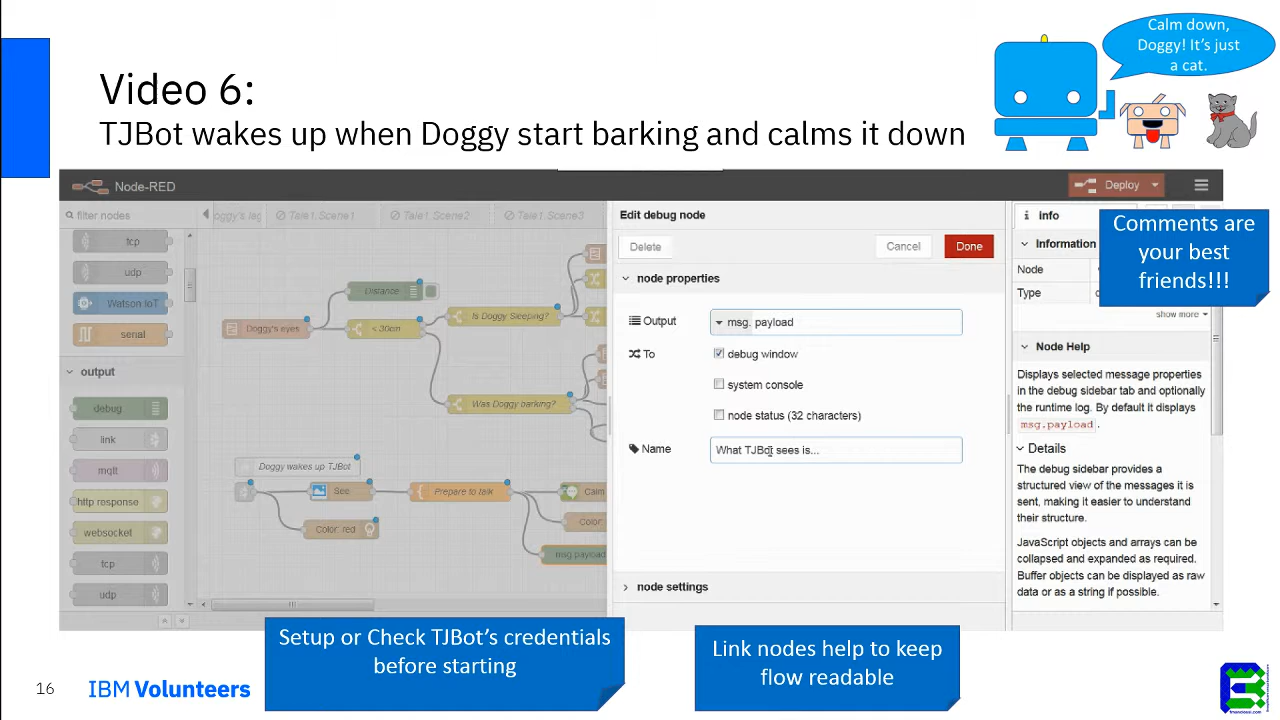 Calm down,
Doggy! It's just
a cat.
Video 6:
TJBot wakes up when Doggy start barking and calms it down
Node-RED
Deploy
filter nodes
Tale1.Scene1
Tale1.Scene2
Tale1.Scene3
tcp
udp
Watson IoT
serial
output
debug
link
mqtt
http response
websocket
tcp
udp
Distance
Doggy's eyes
< 30cm
Is Doggy Sleeping?
Was Doggy barking?
Doggy wakes up TJBot
See
Prepare to talk
Calm
Color: red
Color:
msg.payload
Edit debug node
Delete
Cancel
Done
node properties
Output
msg. payload
To
debug window
system console
node status (32 characters)
Name
What TJBot sees is...
node settings
info
Information
Node
Type
show more
Node Help
Displays selected message properties
in the debug sidebar tab and optionally
the runtime log. By default it displays
msg.payload .
Details
The debug sidebar provides a
structured view of the messages it is
sent, making it easier to understand
their structure.
JavaScript objects and arrays can be
collapsed and expanded as required.
Buffer objects can be displayed as raw
data or as a string if possible.
Comments are
your best
friends!!!
Setup or Check TJBot's credentials
before starting
Link nodes help to keep
flow readable
16
IBM Volunteers